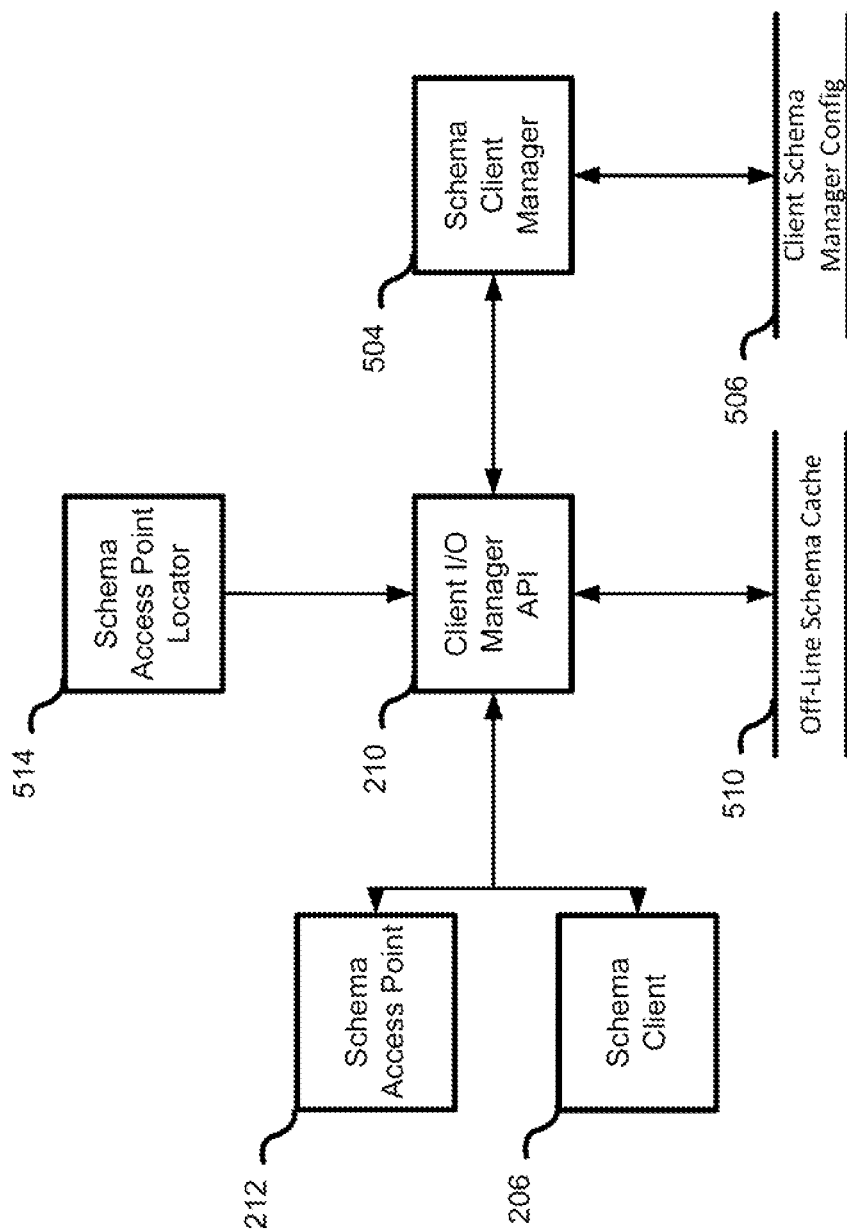 206
Schema
Client
212
Schema
Access Point
510
Off-Line Schema Cache
210
Client I/O
Manager
API
514
Schema
Access Point
Locator
506
Client Schema
Manager Config
504
Schema
Client
Manager